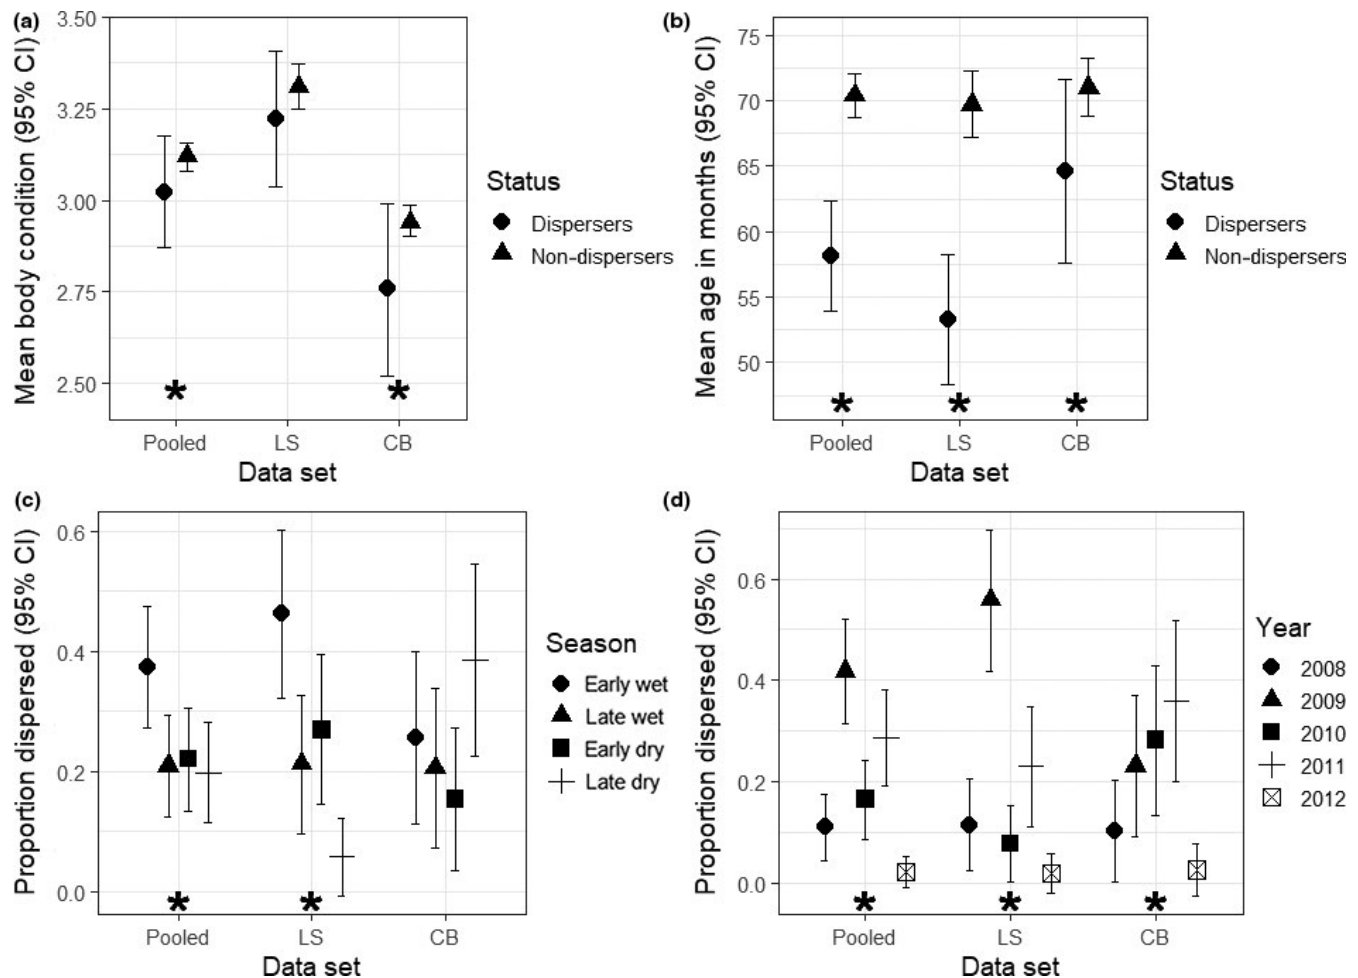 (a)
Mean body condition (95% CI)
3.50
3.25
3.00
2.75
2.50
*
*
Pooled LS CB
Data set
Status
Dispersers
Non-dispersers
(b)
Mean age in months (95% CI)
75
70
65
60
55
50
*
*
*
Pooled LS CB
Data set
Status
Dispersers
Non-dispersers
(c)
Proportion dispersed (95% CI)
0.6
0.4
0.2
0.0
*
*
Pooled LS CB
Data set
Season
Early wet
Late wet
Early dry
Late dry
(d)
Proportion dispersed (95% CI)
0.6
0.4
0.2
0.0
*
*
*
Pooled LS CB
Data set
Year
2008
2009
2010
2011
2012